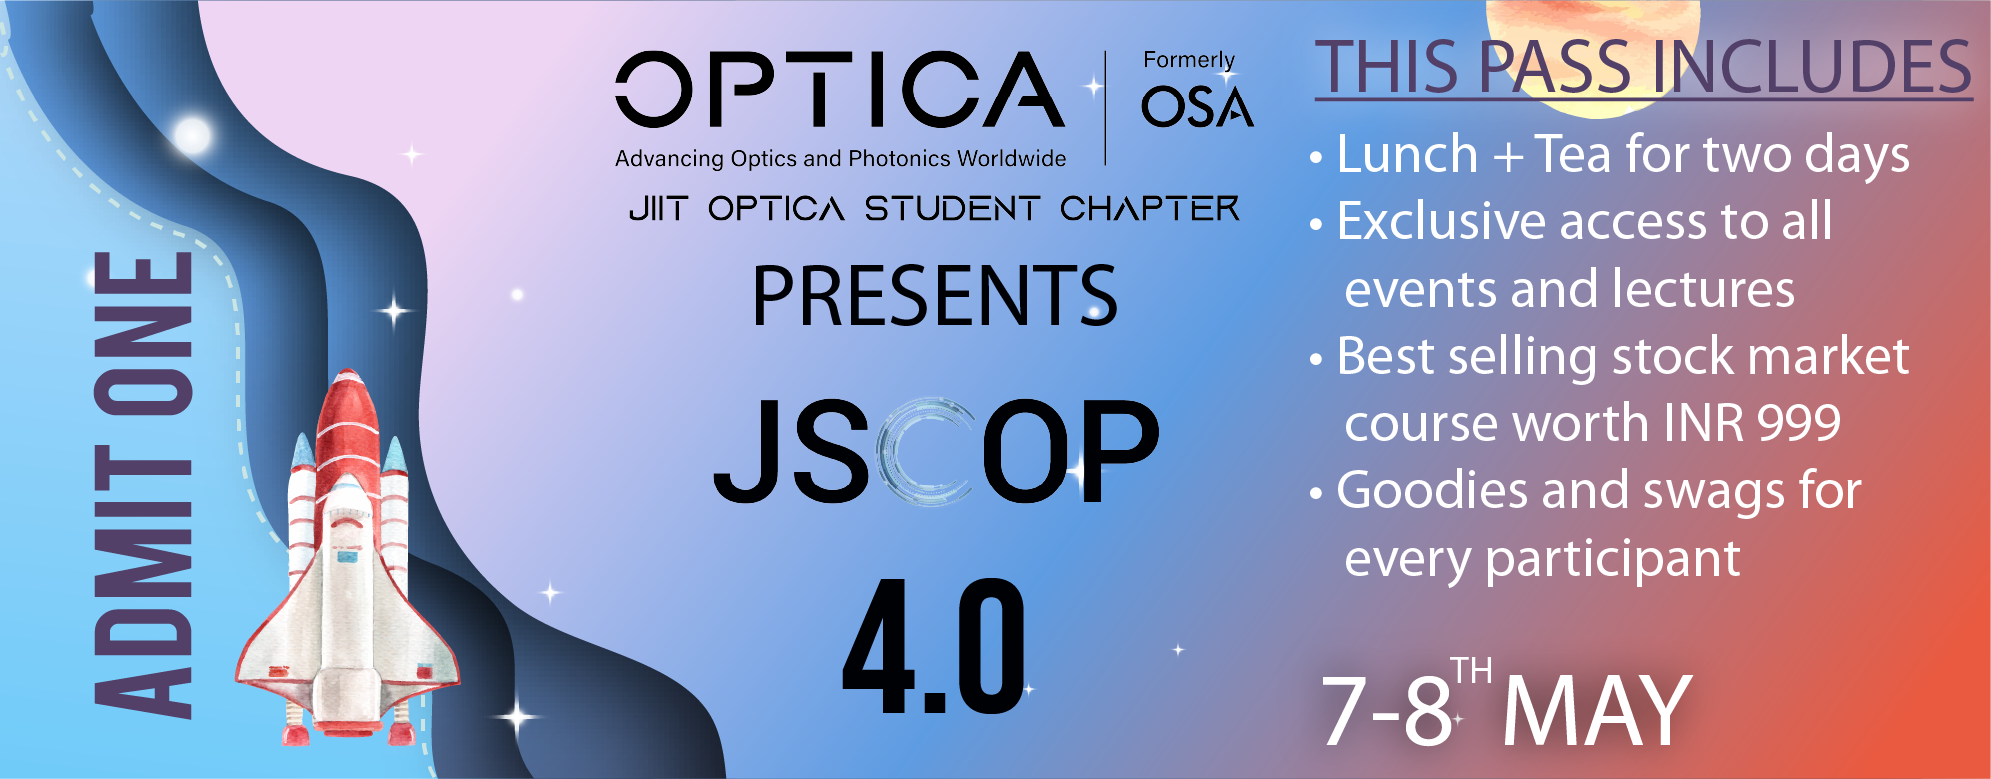 ADMIT ONE
OPTICA
Formerly
OSA
Advancing Optics and Photonics Worldwide
JIIT OPTICA STUDENT CHAPTER
PRESENTS
JSCOP
4.0
THIS PASS INCLUDES
• Lunch + Tea for two days
• Exclusive access to all
events and lectures
• Best selling stock market
course worth INR 999
• Goodies and swags for
every participant
7-8TH MAY